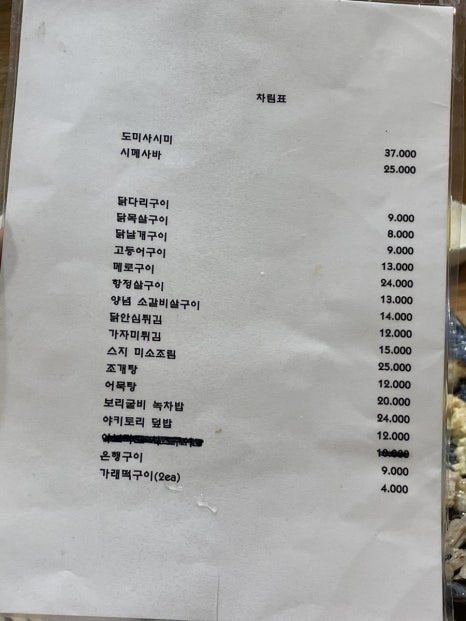 차림표
도미사시미 37.000
시메사바 25.000
닭다리구이 9.000
닭목살구이 8.000
닭날개구이 9.000
고등어구이 13.000
메로구이 24.000
항정살구이 13.000
양념 소갈비살구이 14.000
닭안심튀김 12.000
가자미튀김 15.000
스지 미소조림 25.000
조개탕 12.000
어묵탕 20.000
보리굴비 녹차밥 24.000
야키토리 덮밥 12.000
은행구이 9.000
가래떡구이(2ea) 4.000